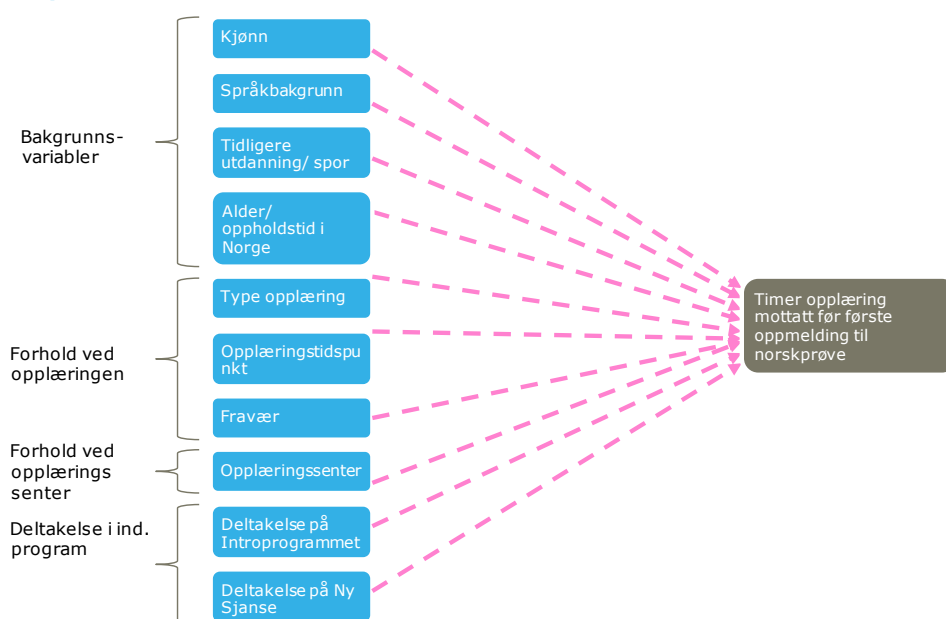 Bakgrunns-
variabler
Kjønn
Språkbakgrunn
Tidligere
utdanning/ spor
Alder/
oppholdstid i
Norge
Forhold ved
opplæringen
Type opplæring
Opplæringstidspu
nkt
Fravær
Forhold ved
opplærings
senter
Opplæringssenter
Deltakelse i ind.
program
Deltakelse på
Introprogrammet
Deltakelse på Ny
Sjanse
Timer opplæring
mottatt før første
oppmelding til
norskprøve